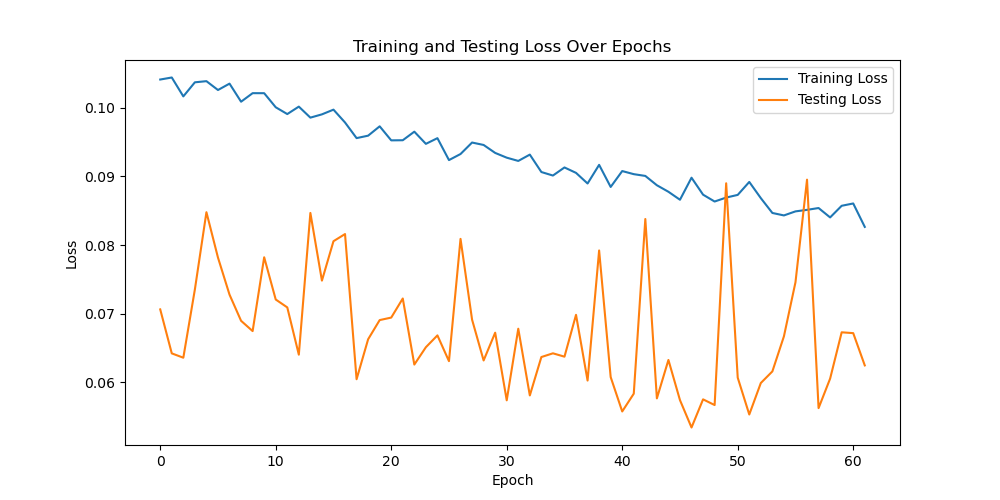 Training and Testing Loss Over Epochs
Training Loss
Testing Loss
0.10
0.09
0.08
0.07
0.06
Loss
0 10 20 30 40 50 60
Epoch